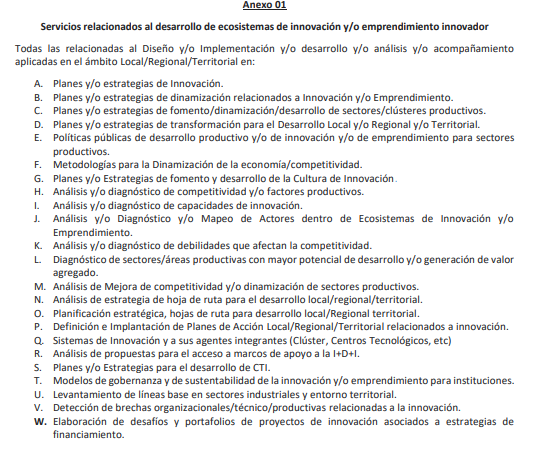 Anexo 01
Servicios relacionados al desarrollo de ecosistemas de innovación y/o emprendimiento innovador
Todas las relacionadas al Diseño y/o Implementación y/o desarrollo y/o análisis y/o acompañamiento
aplicadas en el ámbito Local/Regional/Territorial en:
A. Planes y/o estrategias de Innovación.
B. Planes y/o estrategias de dinamización relacionados a Innovación y/o Emprendimiento.
C. Planes y/o estrategias de fomento/dinamización/desarrollo de sectores/clústeres productivos.
D. Planes y/o estrategias de transformación para el Desarrollo Local y/o Regional y/o Territorial.
E. Políticas públicas de desarrollo productivo y/o de innovación y/o de emprendimiento para sectores
productivos.
F. Metodologías para la Dinamización de la economía/competitividad.
G. Planes y/o Estrategias de fomento y desarrollo de la Cultura de Innovación.
H. Análisis y/o diagnóstico de competitividad y/o factores productivos.
I. Análisis y/o diagnóstico de capacidades de innovación.
J. Análisis y/o Diagnóstico y/o Mapeo de Actores dentro de Ecosistemas de Innovación y/o
Emprendimiento.
K. Análisis y/o diagnóstico de debilidades que afectan la competitividad.
L. Diagnóstico de sectores/áreas productivas con mayor potencial de desarrollo y/o generación de valor
agregado.
M. Análisis de Mejora de competitividad y/o dinamización de sectores productivos.
N. Análisis de estrategia de hoja de ruta para el desarrollo local/regional/territorial.
O. Planificación estratégica, hojas de ruta para desarrollo local/Regional territorial.
P. Definición e Implantación de Planes de Acción Local/Regional/Territorial relacionados a innovación.
Q. Sistemas de Innovación y a sus agentes integrantes (Clúster, Centros Tecnológicos, etc)
R. Análisis de propuestas para el acceso a marcos de apoyo a la I+D+I.
S. Planes y/o Estrategias para el desarrollo de CTI.
T. Modelos de gobernanza y de sustentabilidad de la innovación y/o emprendimiento para instituciones.
U. Levantamiento de líneas base en sectores industriales y entorno territorial.
V. Detección de brechas organizacionales/técnico/productivas relacionadas a la innovación.
W. Elaboración de desafíos y portafolios de proyectos de innovación asociados a estrategias de
financiamiento.